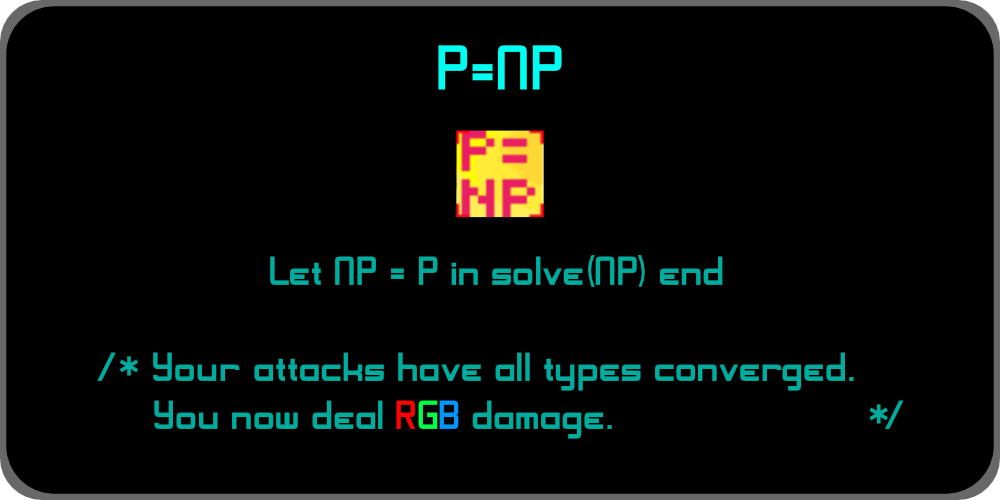 P=NP
P=
NP
Let NP = P in solve(NP) end
/* Your attacks have all types converged.
You now deal RGB damage. */